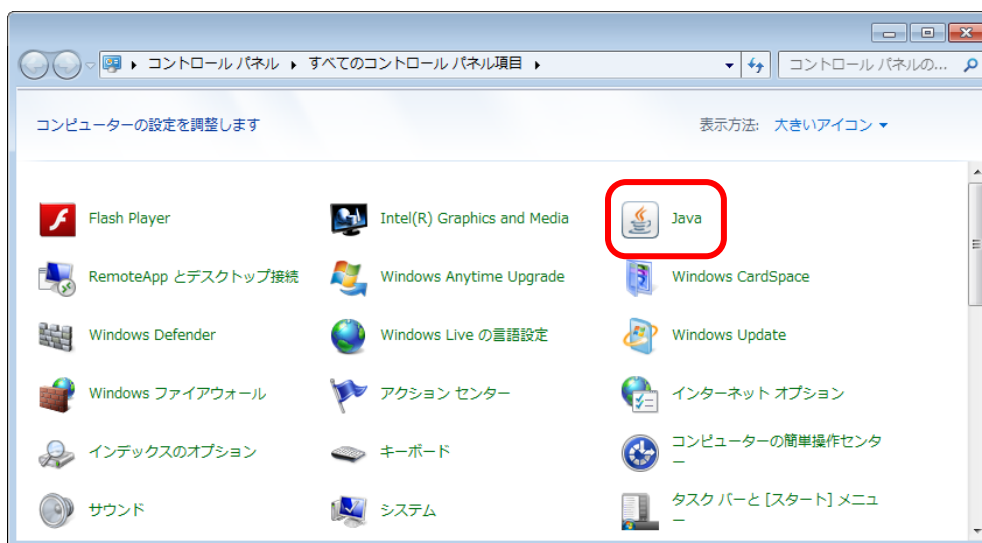 コントロール パネル ▶ すべてのコントロール パネル項目 ▶
コントロール パネルの...
コンピューターの設定を調整します
表示方法: 大きいアイコン
Flash Player
Intel(R) Graphics and Media
Java
RemoteApp とデスクトップ接続
Windows Anytime Upgrade
Windows CardSpace
Windows Defender
Windows Live の言語設定
Windows Update
Windows ファイアウォール
アクション センター
インターネット オプション
インデックスのオプション
キーボード
コンピューターの簡単操作センタ
ー
サウンド
システム
タスク バーと [スタート] メニュ
ー